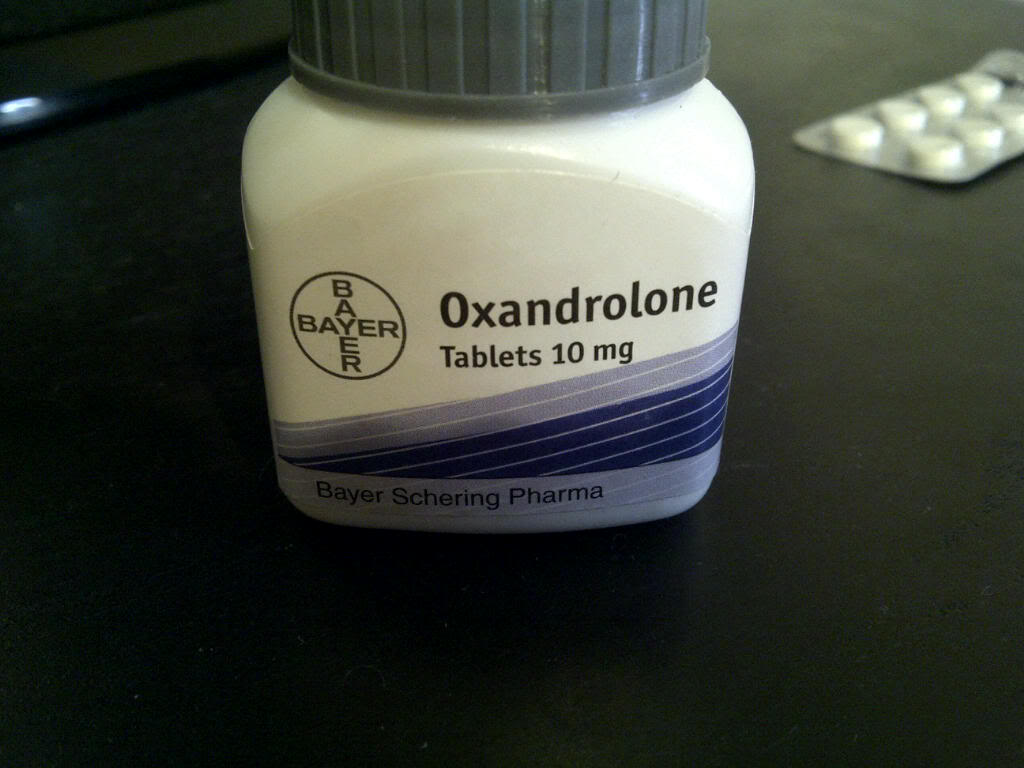 BAYER
BAYER
Oxandrolone
Tablets 10 mg
Bayer Schering Pharma